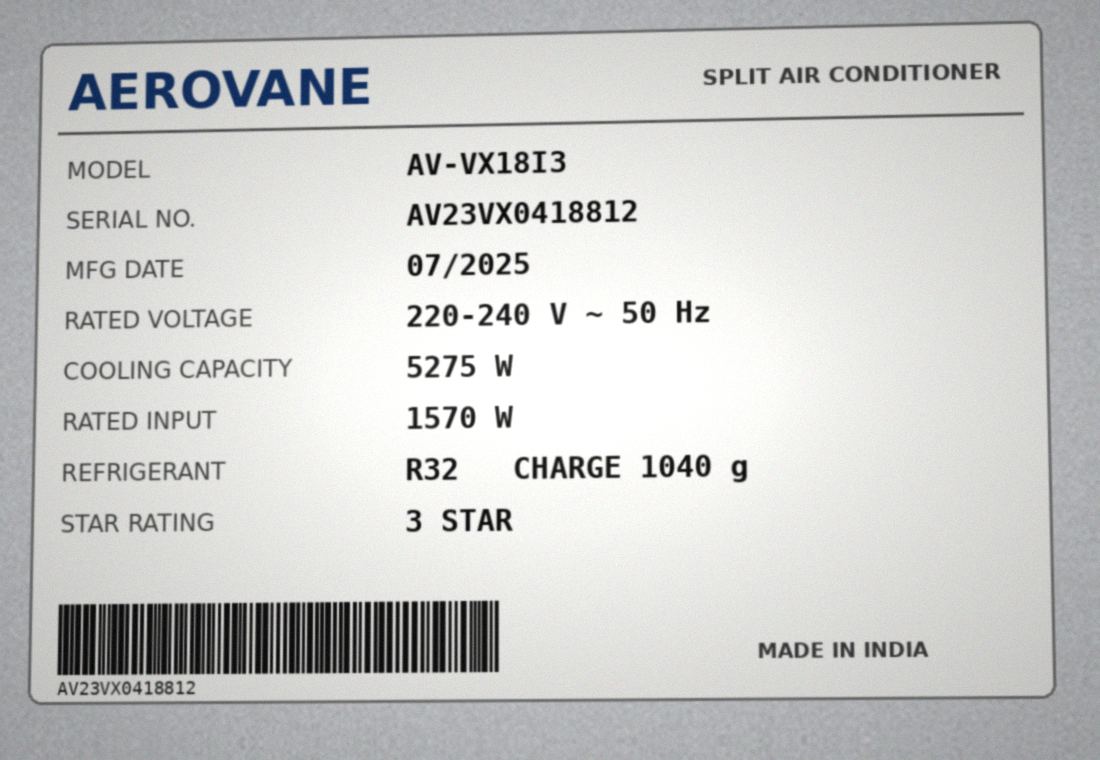 AEROVANE SPLIT AIR CONDITIONER
MODEL AV-VX18I3
SERIAL NO. AV23VX0418812
MFG DATE 07/2025
RATED VOLTAGE 220-240 V ~ 50 Hz
COOLING CAPACITY 5275 W
RATED INPUT 1570 W
REFRIGERANT R32 CHARGE 1040 g
STAR RATING 3 STAR
MADE IN INDIA
AV23VX0418812